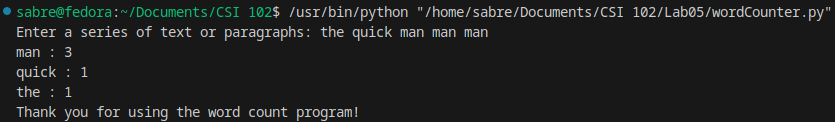 sabre@fedora:~/Documents/CSI 102$ /usr/bin/python "/home/sabre/Documents/CSI 102/Lab05/wordCounter.py"
Enter a series of text or paragraphs: the quick man man man
man : 3
quick : 1
the : 1
Thank you for using the word count program!